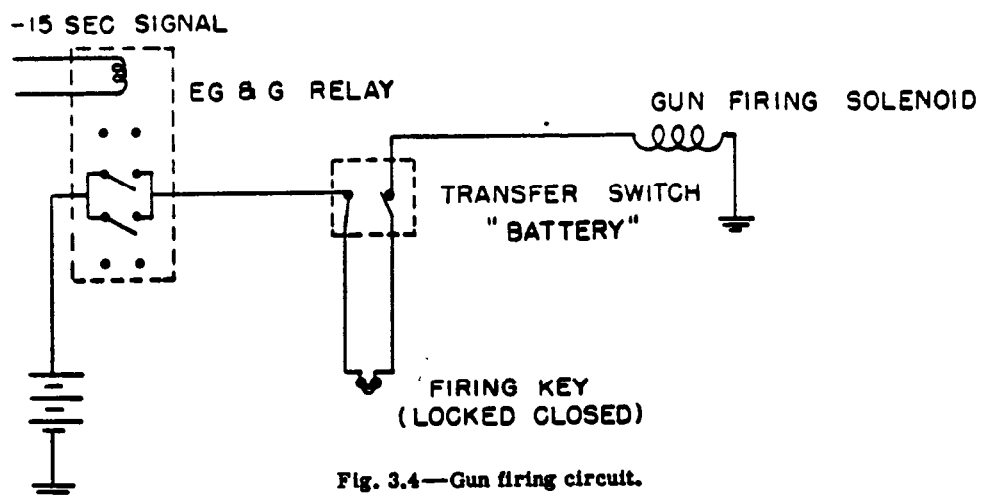 -15 SEC SIGNAL
EG & G RELAY
GUN FIRING SOLENOID
TRANSFER SWITCH
"BATTERY"
FIRING KEY
(LOCKED CLOSED)
Fig. 3.4—Gun firing circuit.